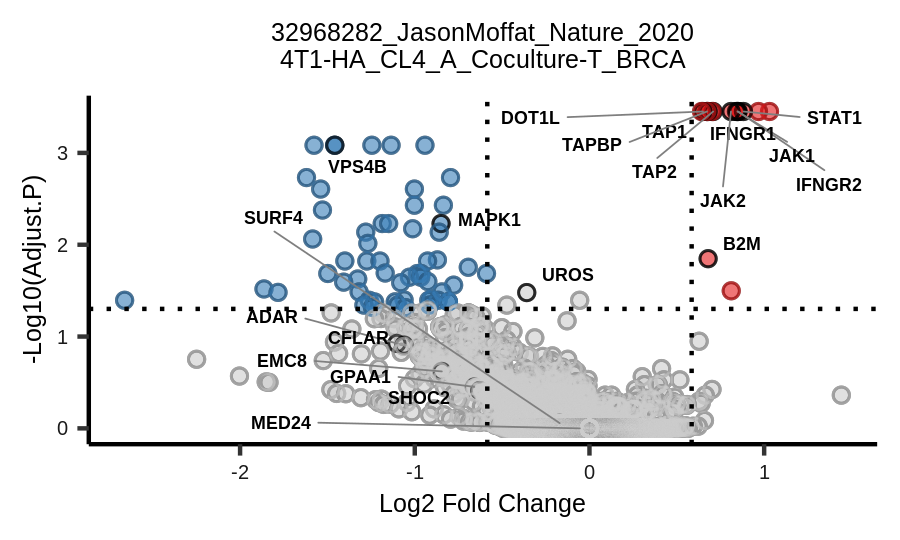 32968282_JasonMoffat_Nature_2020
4T1-HA_CL4_A_Coculture-T_BRCA
-Log10(Adjust.P)
3
2
1
0
DOT1L
STAT1
TAP1
IFNGR1
TAPBP
JAK1
TAP2
IFNGR2
JAK2
VPS4B
SURF4
MAPK1
B2M
UROS
ADAR
CFLAR
EMC8
GPAA1
SHOC2
MED24
-2
-1
0
1
Log2 Fold Change